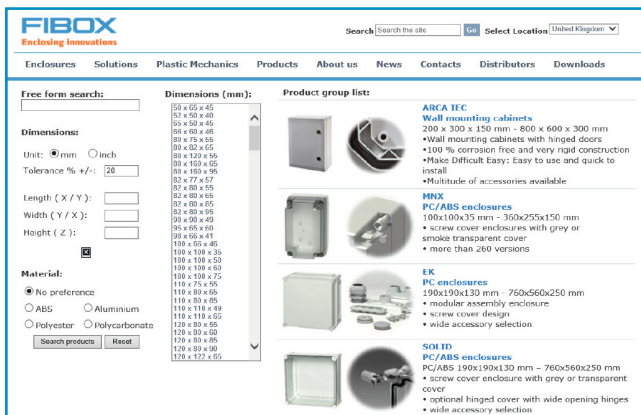 FIBOX
Enclosing Innovations
Search Search the site Go Select Location United Kingdom
Enclosures Solutions Plastic Mechanics Products About us News Contacts Distributors Downloads
Free form search:
Dimensions:
Unit: mm inch
Tolerance % +/-: 20
Length ( X / Y ):
Width ( Y / X ):
Height ( Z ):
Material:
No preference
ABS Aluminium
Polyester Polycarbonate
Search products Reset
Dimensions (mm):
50 x 65 x 45
52 x 50 x 40
65 x 50 x 45
66 x 60 x 46
80 x 75 x 55
80 x 82 x 65
80 x 120 x 55
80 x 160 x 65
80 x 160 x 95
82 x 77 x 57
82 x 80 x 55
82 x 80 x 65
82 x 80 x 85
82 x 80 x 95
90 x 90 x 49
95 x 65 x 60
98 x 66 x 41
100 x 66 x 46
100 x 100 x 35
100 x 100 x 50
100 x 100 x 60
100 x 100 x 75
110 x 75 x 55
110 x 80 x 65
110 x 80 x 85
110 x 110 x 49
110 x 110 x 65
120 x 80 x 55
120 x 80 x 60
120 x 80 x 85
120 x 80 x 90
120 x 122 x 65
Product group list:
ARCA IEC
Wall mounting cabinets
200 x 300 x 150 mm - 800 x 600 x 300 mm
•Wall mounting cabinets with hinged doors
•100 % corrosion free and very rigid construction
•Make Difficult Easy: Easy to use and quick to
install
•Multitude of accessories available
MNX
PC/ABS enclosures
100x100x35 mm - 360x255x150 mm
• screw cover enclosures with grey or
smoke transparent cover
• more than 260 versions
EK
PC enclosures
190x190x130 mm - 760x560x250 mm
• modular assembly enclosure
• screw cover design
• wide accessory selection
SOLID
PC/ABS enclosures
PC/ABS 190x190x130 mm – 760x560x250 mm
• screw cover enclosure with grey or transparent
cover
• optional hinged cover with wide opening hinges
• wide accessory selection